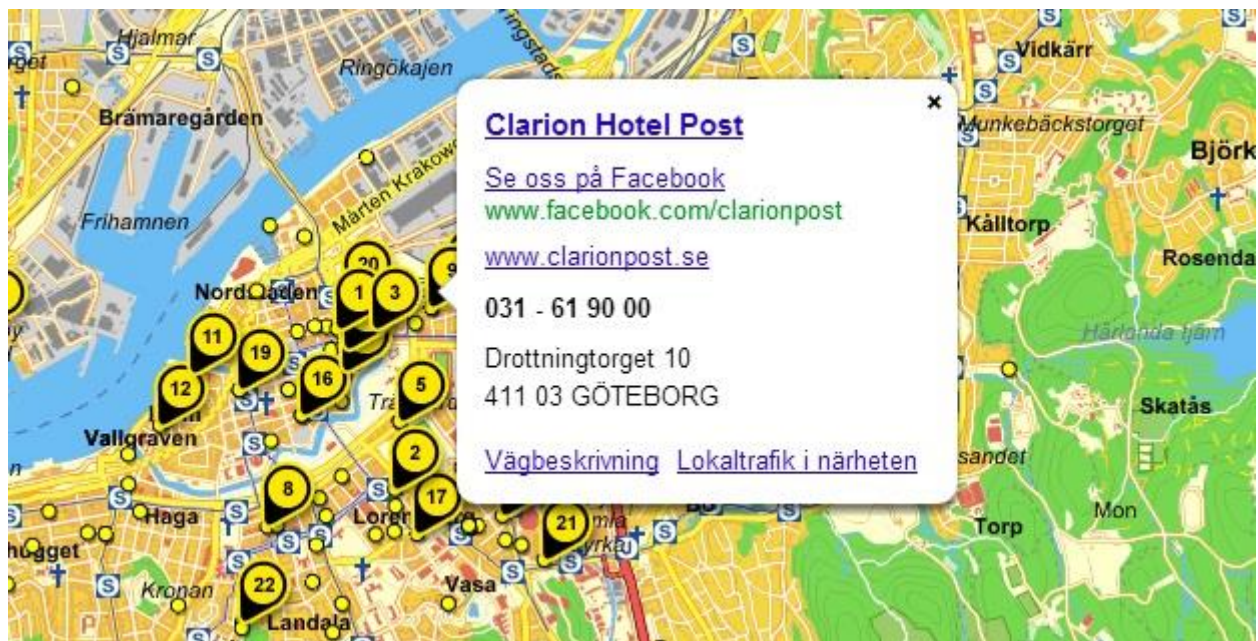 Hjalmar
Ringökajen
Vidkärr
Brämaregården
Munkebäckstorget
Björk
Frihamnen
Mårten Krakow
Kålltorp
Rosenda
Clarion Hotel Post
Se oss på Facebook
www.facebook.com/clarionpost
www.clarionpost.se
031 - 61 90 00
Drottningtorget 10
411 03 GÖTEBORG
Vägbeskrivning Lokaltrafik i närheten
20
9
1
3
11
19
16
12
5
2
8
17
21
22
Härlanda tjärn
Skatås
Vallgraven
Haga
Torp
Mon
Kronan
Vasa
Landala
S
P